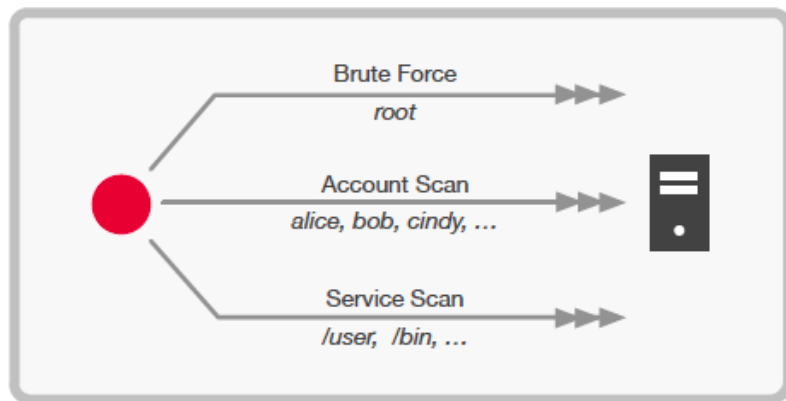 Brute Force
root
Account Scan
alice, bob, cindy, ...
Service Scan
/user, /bin, ...